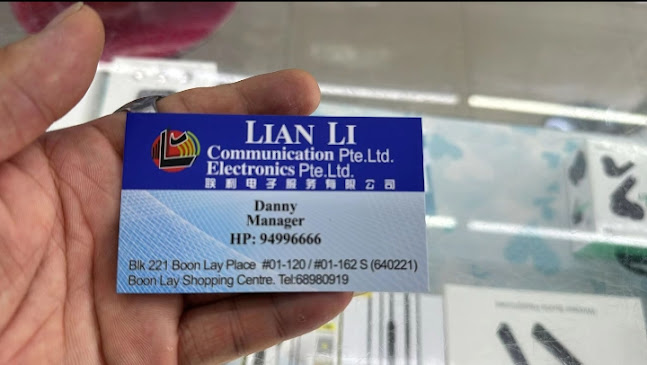 LIAN LI
Communication Pte.Ltd.
Electronics Pte.Ltd.
联利电子服务有限公司
Danny
Manager
HP: 94996666
Blk 221 Boon Lay Place #01-120 / #01-162 S (640221)
Boon Lay Shopping Centre. Tel:68980919